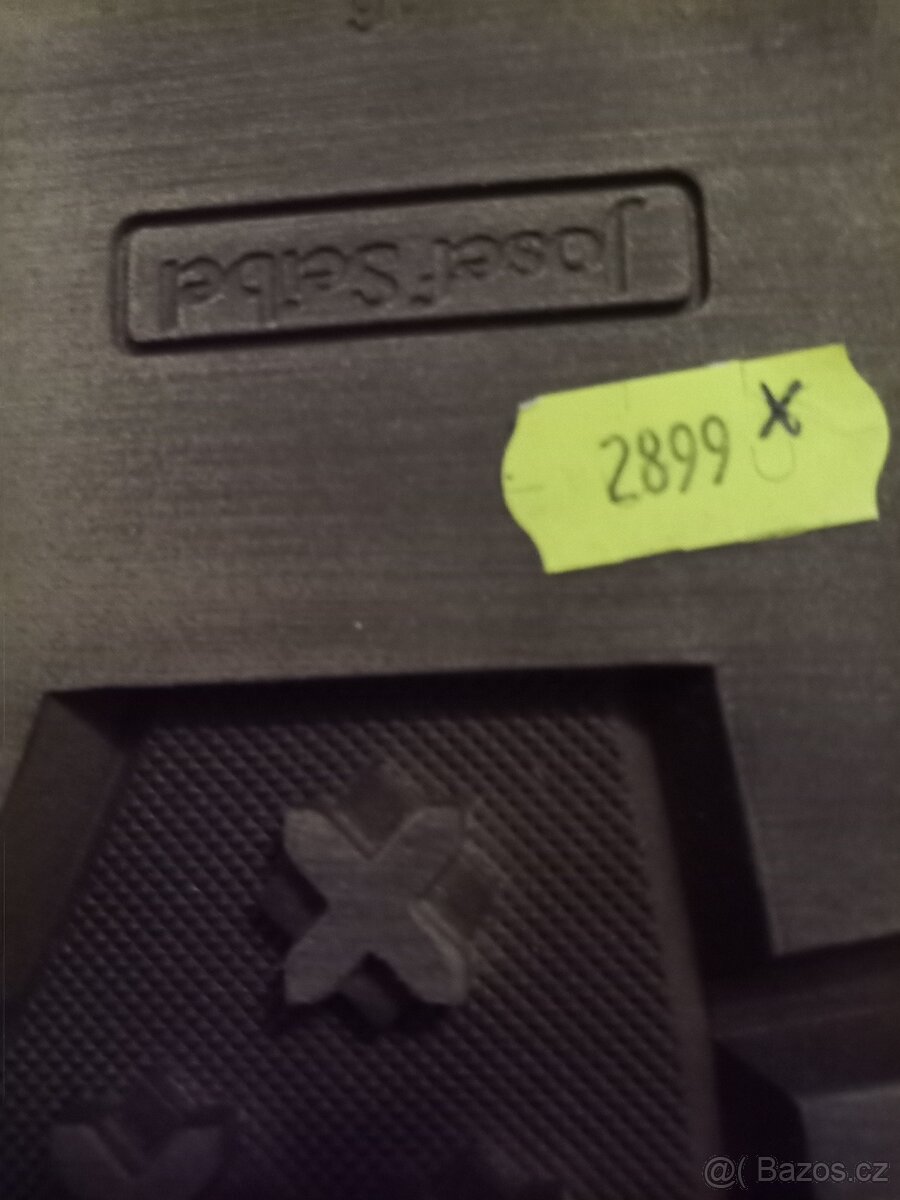 Josef Seibel
2899 X
@( Bazos.cz